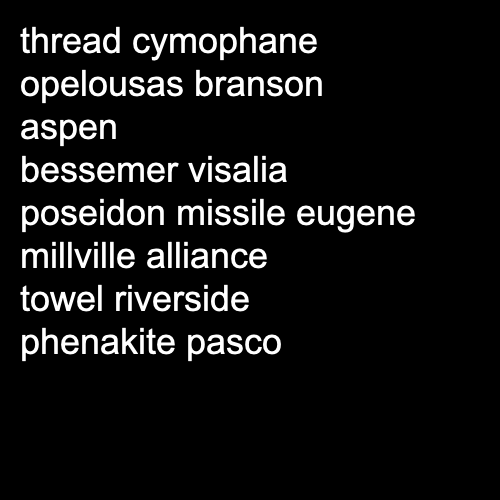 thread cymophane
opelousas branson
aspen
bessemer visalia
poseidon missile eugene
millville alliance
towel riverside
phenakite pasco